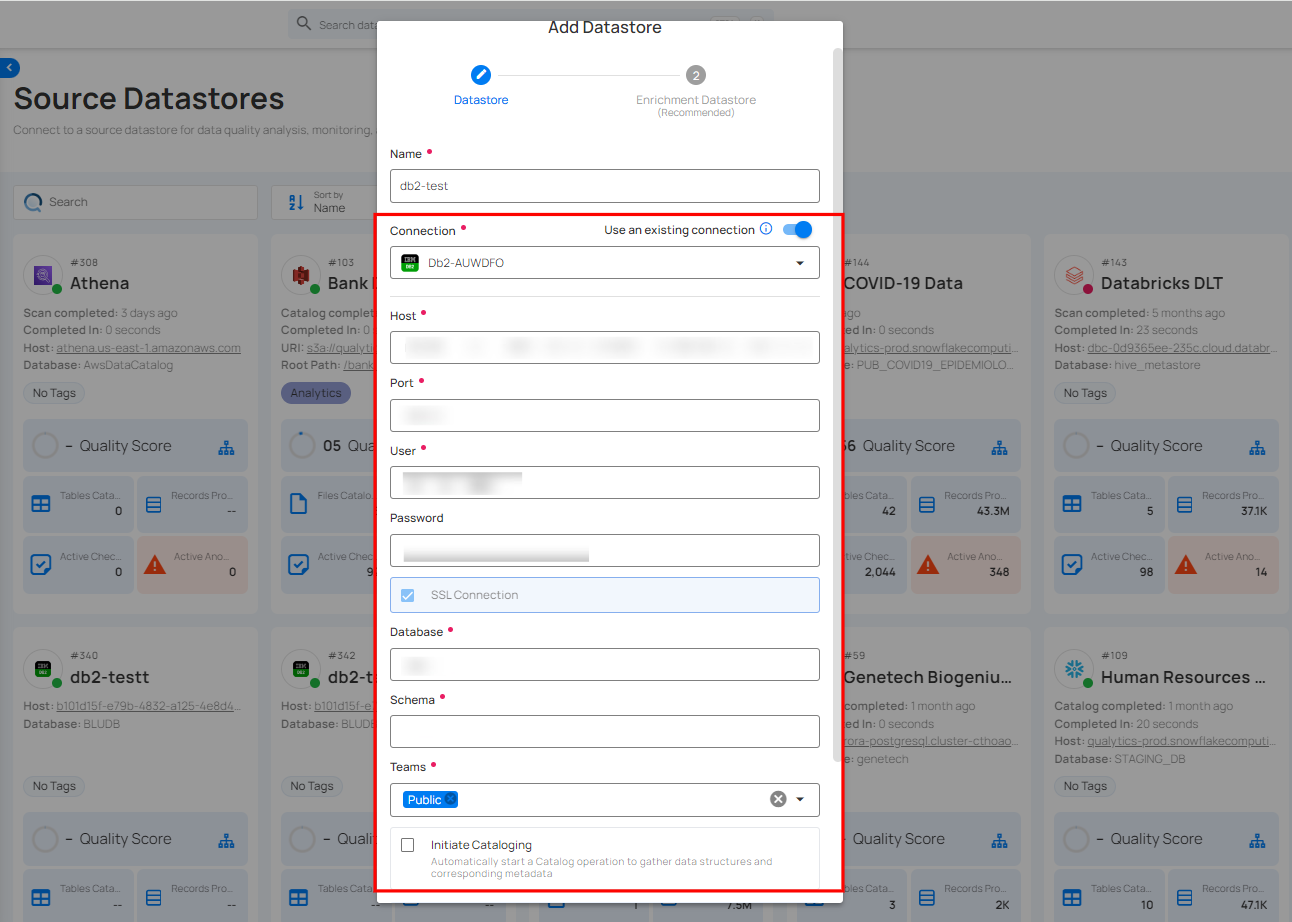 Search data
Add Datastore
2
Datastore
Enrichment Datastore
(Recommended)
Source Datastores
Connect to a source datastore for data quality analysis, monitoring,
Search
Sort by
Name
Name
db2-test
Connection
Use an existing connection
Db2-AUWDFO
Host
Port
User
Password
SSL Connection
Database
Schema
Teams
Public
Initiate Cataloging
Automatically start a Catalog operation to gather data structures and
corresponding metadata
#308
Athena
Scan completed: 3 days ago
Completed In: 0 seconds
Host: athena.us-east-1.amazonaws.com
Database: AwsDataCatalog
No Tags
– Quality Score
Tables Cata...
0
Records Pro...
--
Active Chec...
0
Active Ano...
0
#103
Bank
Catalog completed
Completed In: 0
URI: s3a://qualyti
Root Path: /bank
Analytics
05 Qua
Files Catalo
Active Chec
9
#144
COVID-19 Data
ago
ed In: 0 seconds
alytics-prod.snowflakecomputi...
e: PUB_COVID19_EPIDEMIOLO...
56 Quality Score
bles Cata...
42
Records Pro...
43.3M
tive Chec...
2,044
Active Ano...
348
#143
Databricks DLT
Scan completed: 5 months ago
Completed In: 23 seconds
Host: dbc-0d9365ee-235c.cloud.databr...
Database: hive_metastore
No Tags
– Quality Score
Tables Cata...
5
Records Pro...
37.1K
Active Chec...
98
Active Ano...
14
#340
db2-testt
Host: b101d15f-e79b-4832-a125-4e8d4...
Database: BLUDB
No Tags
– Quality Score
Tables Cata...
--
Records Pro...
--
#342
db2-t
Host: b101d15f-e7
Database: BLUDB
No Tags
– Quali
Tables Cata
--
--
1
7.5M
#59
Genetech Biogeniu...
completed: 1 month ago
ed In: 0 seconds
rora-postgresql.cluster-cthoao...
e: genetech
Quality Score
bles Cata...
3
Records Pro...
2K
#109
Human Resources ...
Catalog completed: 1 month ago
Completed In: 20 seconds
Host: qualytics-prod.snowflakecomputi...
Database: STAGING_DB
No Tags
– Quality Score
Tables Cata...
10
Records Pro...
47.1K